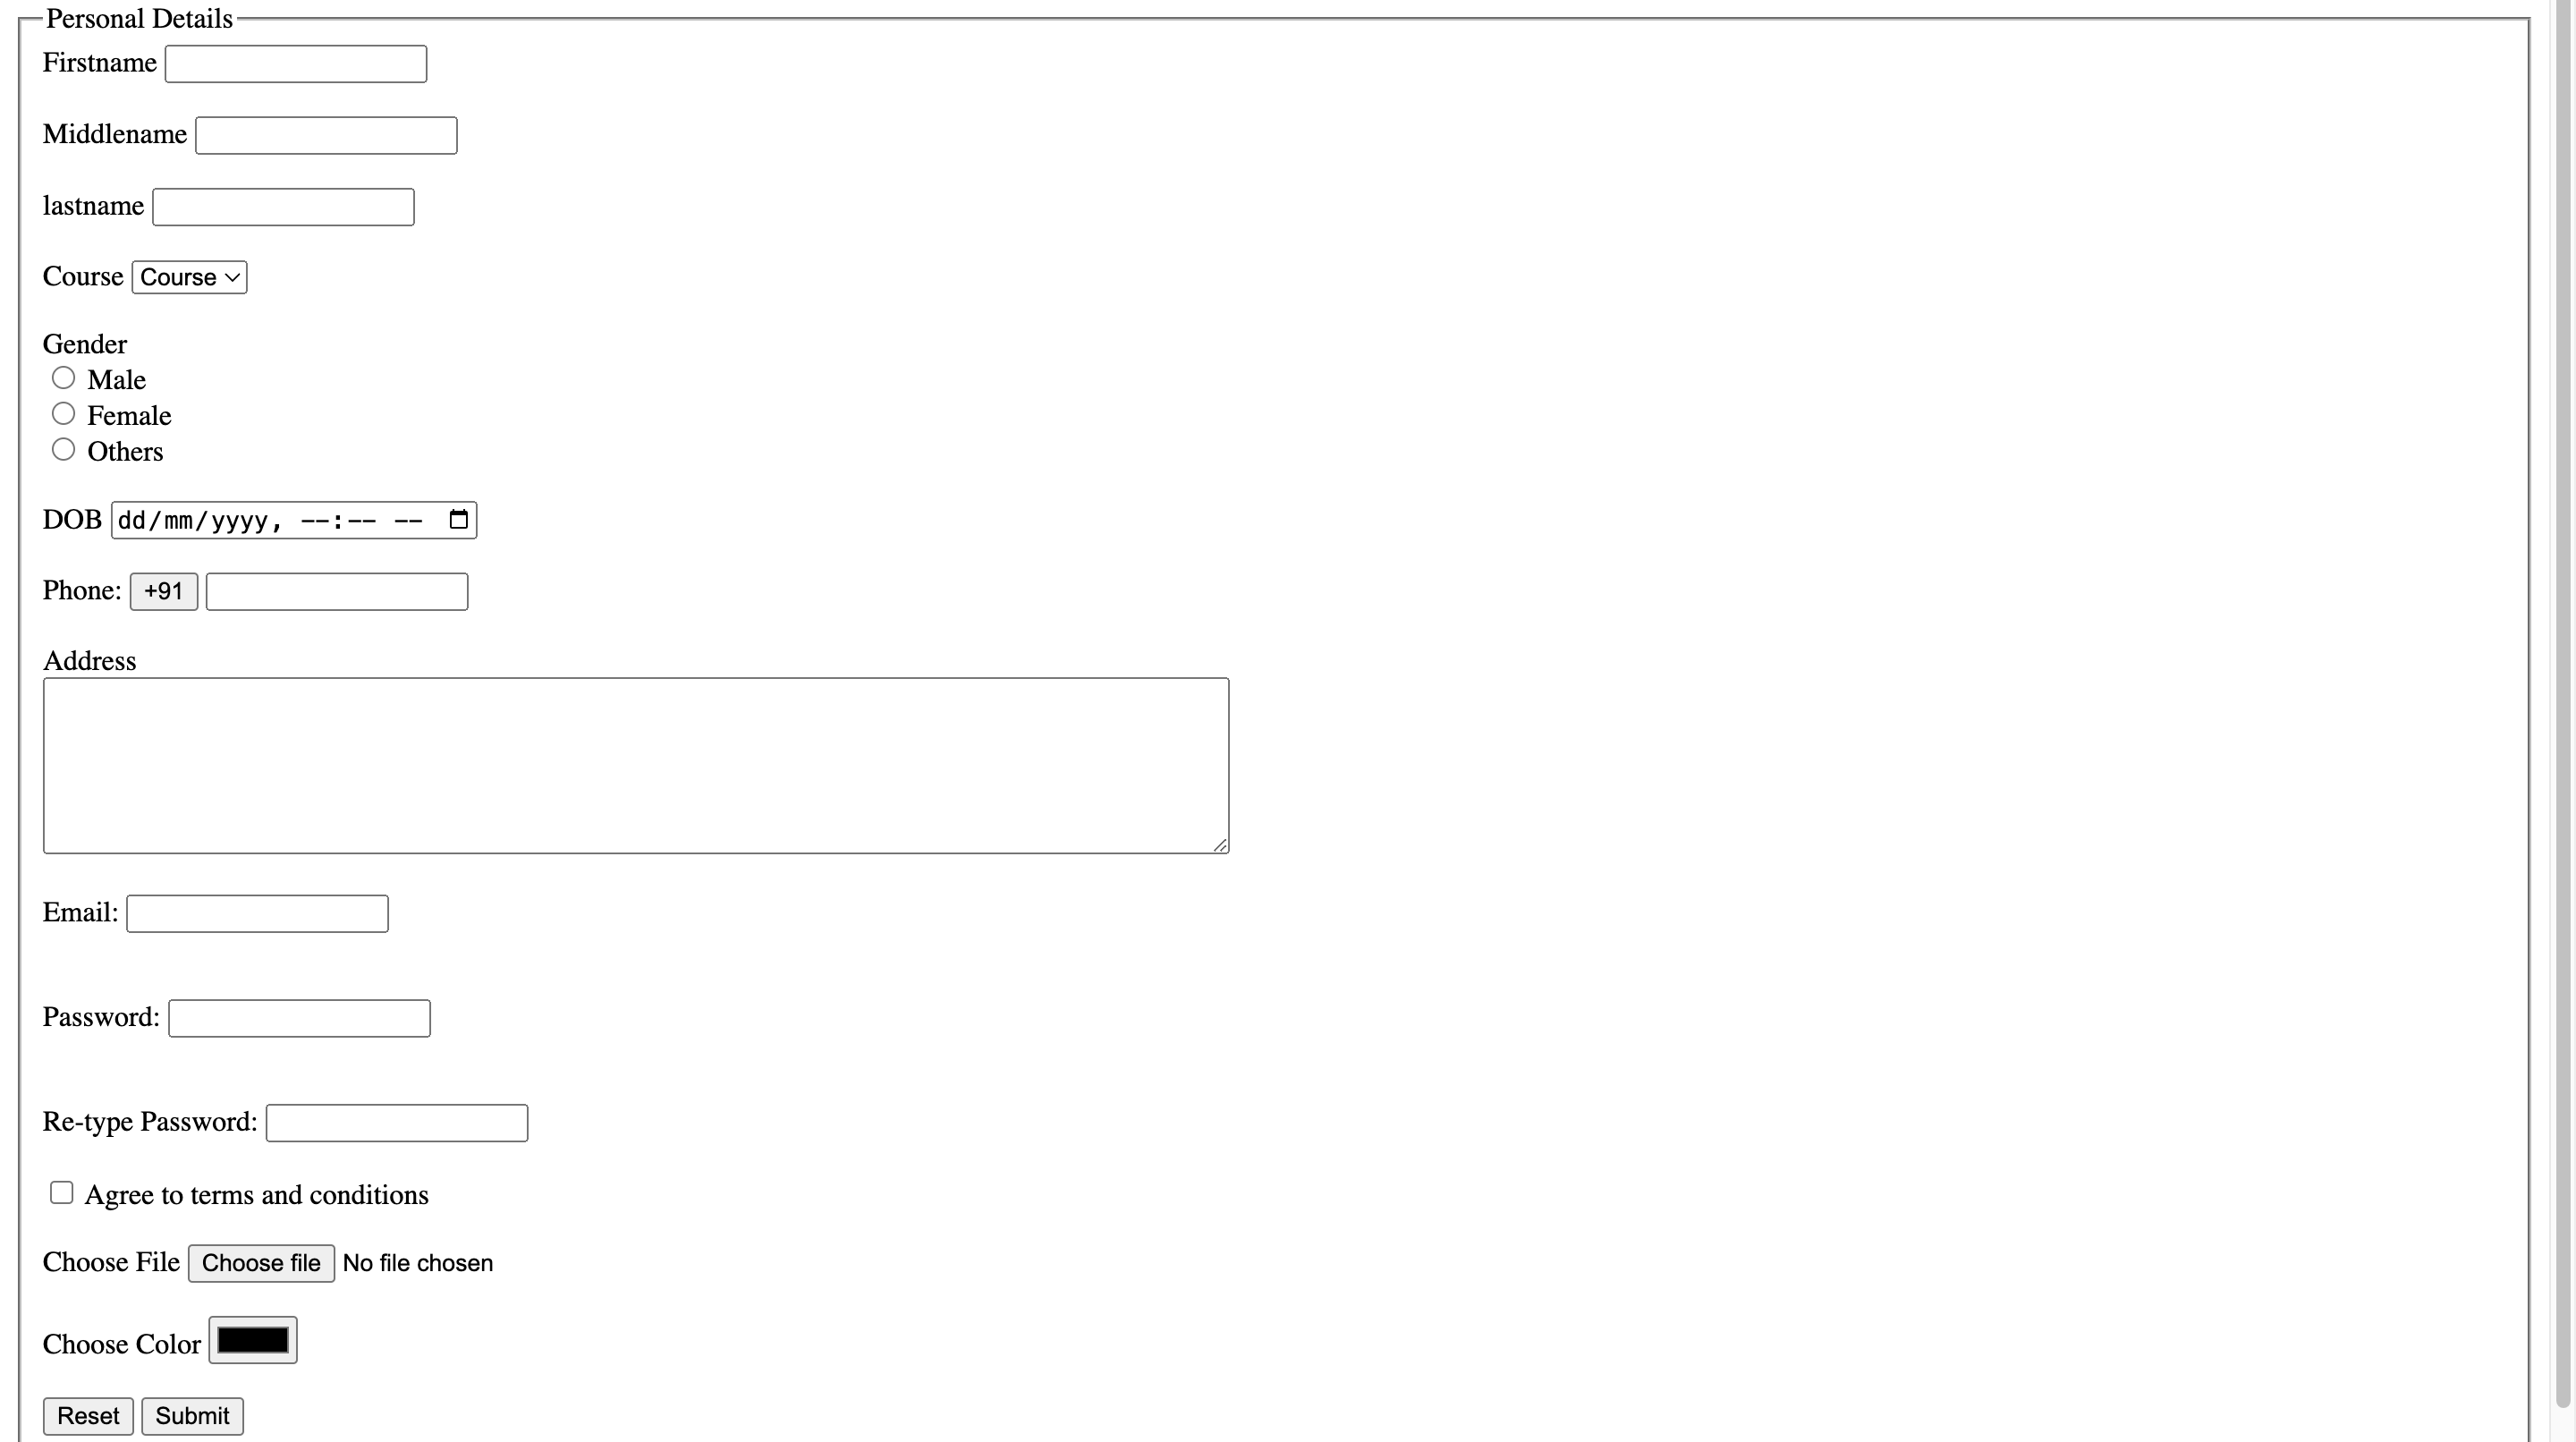 Personal Details
Firstname
Middlename
lastname
Course Course
Gender
Male
Female
Others
DOB dd/mm/yyyy, --:-- --
Phone: +91
Address
Email:
Password:
Re-type Password:
Agree to terms and conditions
Choose File Choose file No file chosen
Choose Color
Reset Submit